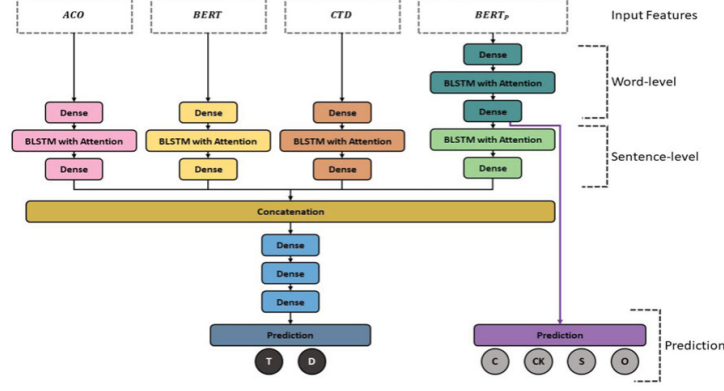 ACO BERT CTD BERT_P Input Features
Dense
BLSTM with Attention
Word-level
Dense Dense Dense Dense
BLSTM with Attention BLSTM with Attention BLSTM with Attention BLSTM with Attention
Sentence-level
Dense Dense Dense Dense
Concatenation
Dense
Dense
Dense
Prediction Prediction
Prediction
T D C CK S O